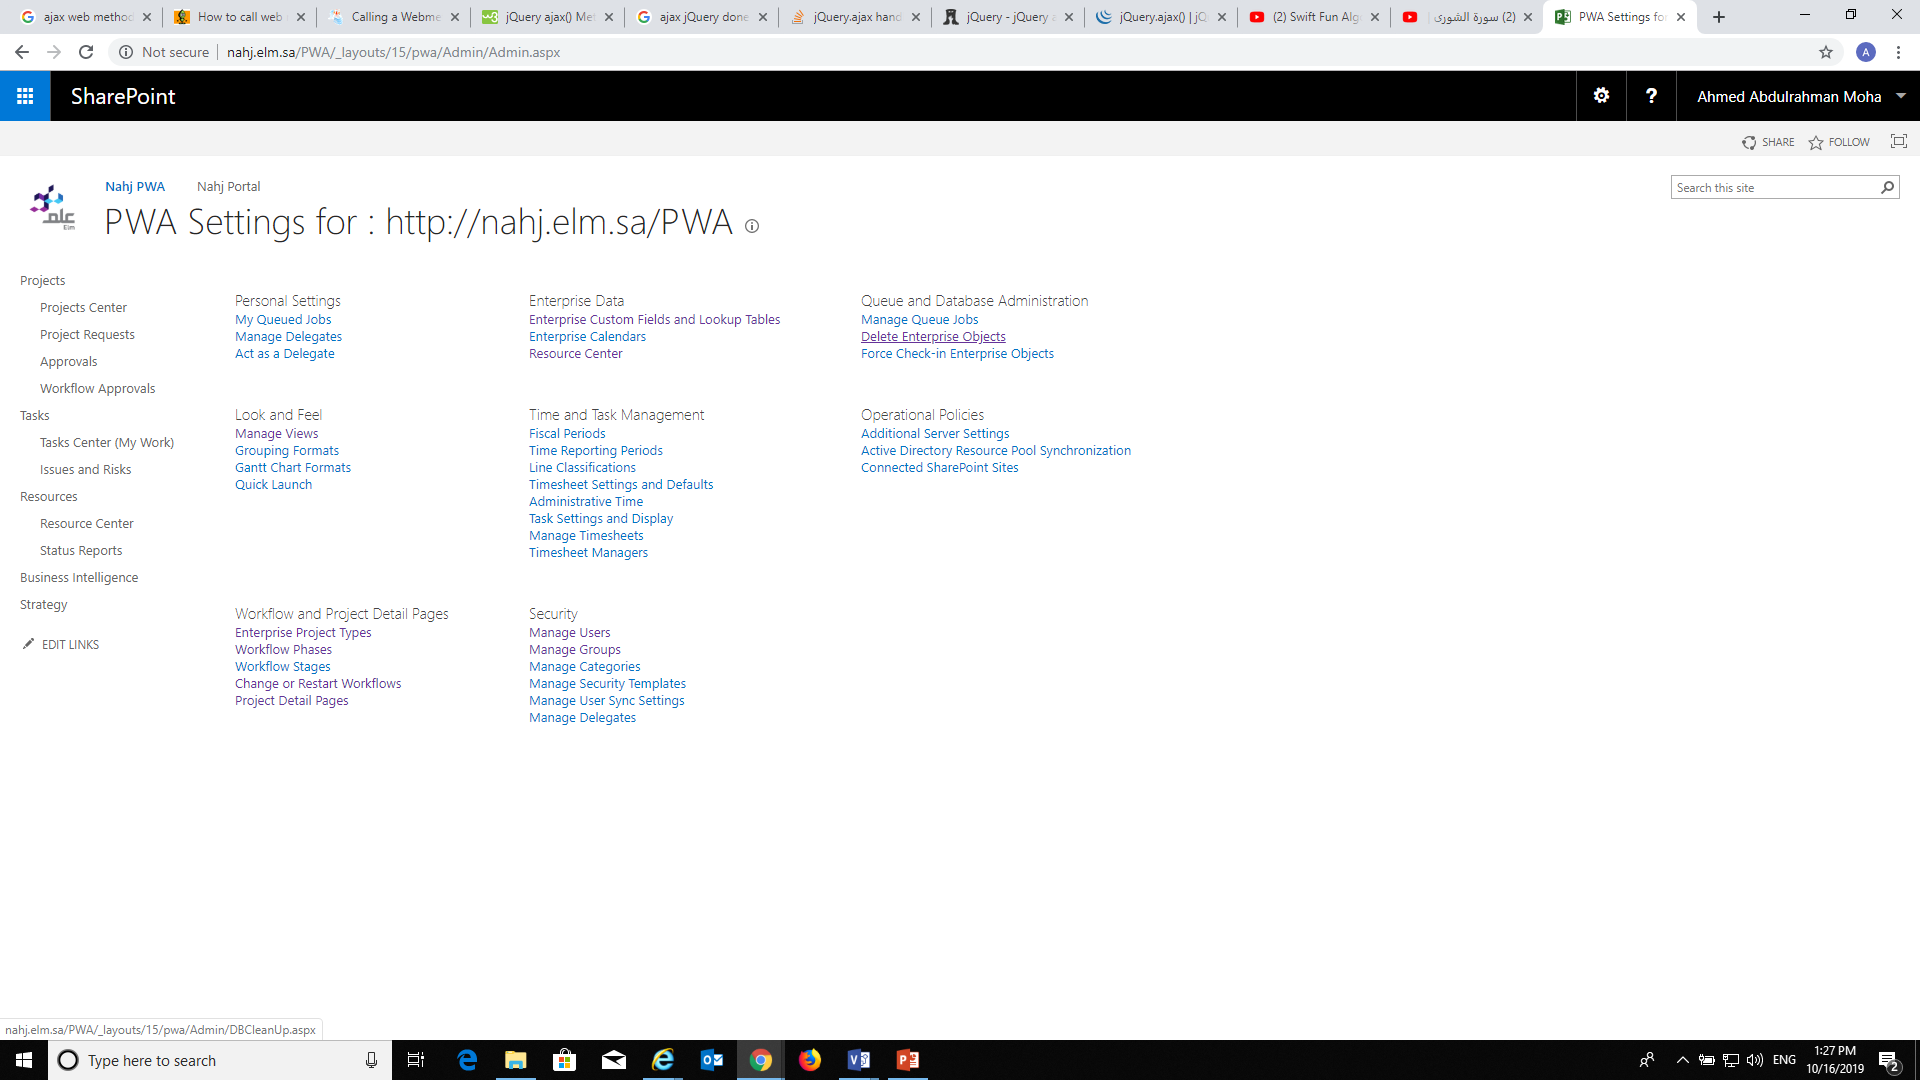 ajax web method
How to call web
Calling a Webme
jQuery ajax() Met
ajax jQuery done
jQuery.ajax hand
jQuery - jQuery a
jQuery.ajax() | jQ
(2) Swift Fun Alg
(2) سورة الشورى |
PWA Settings fo
Not secure
nahj.elm.sa/PWA/_layouts/15/pwa/Admin/Admin.aspx
A
SharePoint
?
Ahmed Abdulrahman Moha
SHARE
FOLLOW
علم
Elm
Nahj PWA
Nahj Portal
Search this site
PWA Settings for : http://nahj.elm.sa/PWA
Projects
Projects Center
Project Requests
Approvals
Workflow Approvals
Tasks
Tasks Center (My Work)
Issues and Risks
Resources
Resource Center
Status Reports
Business Intelligence
Strategy
EDIT LINKS
Personal Settings
My Queued Jobs
Manage Delegates
Act as a Delegate
Enterprise Data
Enterprise Custom Fields and Lookup Tables
Enterprise Calendars
Resource Center
Queue and Database Administration
Manage Queue Jobs
Delete Enterprise Objects
Force Check-in Enterprise Objects
Look and Feel
Manage Views
Grouping Formats
Gantt Chart Formats
Quick Launch
Time and Task Management
Fiscal Periods
Time Reporting Periods
Line Classifications
Timesheet Settings and Defaults
Administrative Time
Task Settings and Display
Manage Timesheets
Timesheet Managers
Operational Policies
Additional Server Settings
Active Directory Resource Pool Synchronization
Connected SharePoint Sites
Workflow and Project Detail Pages
Enterprise Project Types
Workflow Phases
Workflow Stages
Change or Restart Workflows
Project Detail Pages
Security
Manage Users
Manage Groups
Manage Categories
Manage Security Templates
Manage User Sync Settings
Manage Delegates
nahj.elm.sa/PWA/_layouts/15/pwa/Admin/DBCleanUp.aspx
Type here to search
ENG
1:27 PM
10/16/2019
2